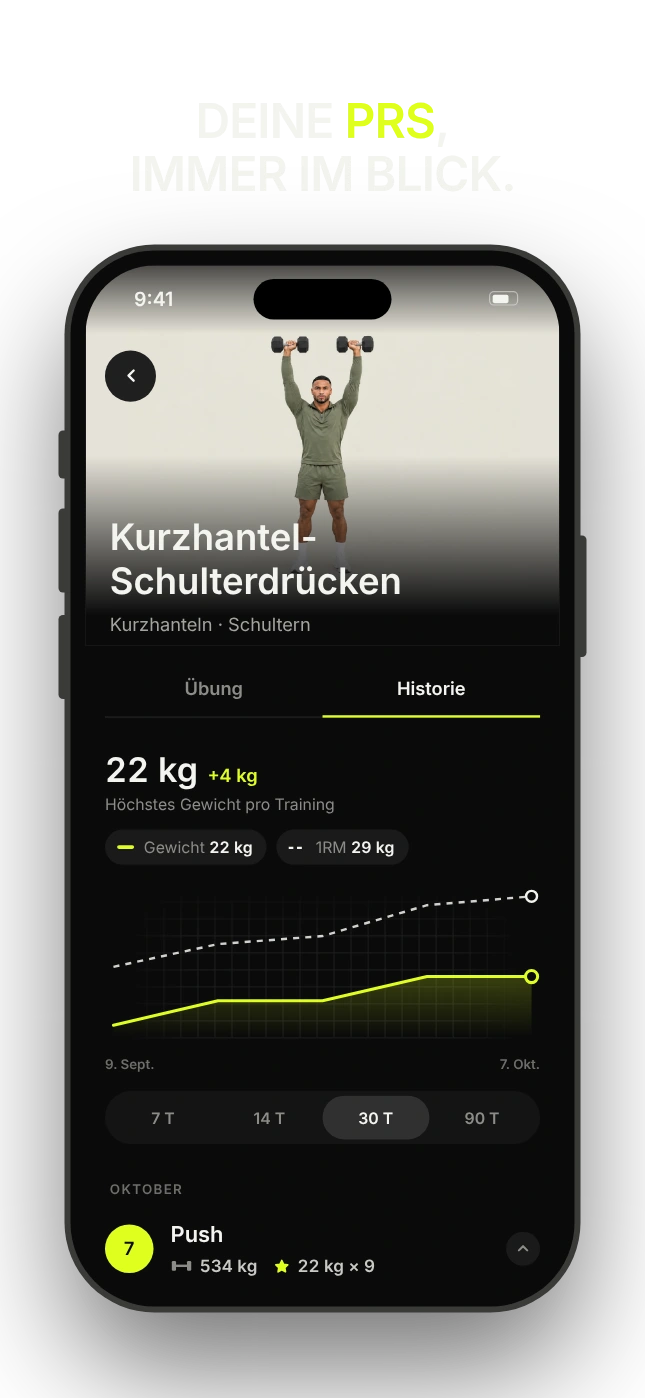 DEINE PRS,
IMMER IM BLICK.
9:41
Kurzhantel-
Schulterdrücken
Kurzhanteln · Schultern
Übung Historie
22 kg +4 kg
Höchstes Gewicht pro Training
Gewicht 22 kg -- 1RM 29 kg
9. Sept. 7. Okt.
7 T 14 T 30 T 90 T
OKTOBER
7 Push
534 kg 22 kg × 9